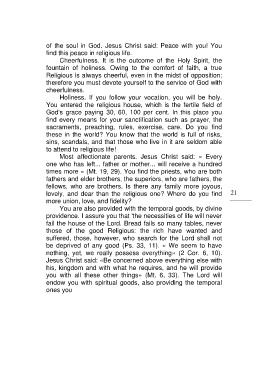 of the soul in God. Jesus Christ said: Peace with you! You
find this peace in religious life.
Cheerfulness. It is the outcome of the Holy Spirit, the
fountain of holiness. Owing to the comfort of faith, a true
Religious is always cheerful, even in the midst of opposition;
therefore you must devote yourself to the service of God with
cheerfulness.
Holiness. If you follow your vocation, you will be holy.
You entered the religious house, which is the fertile field of
God's grace paying 30, 60, 100 per cent. In this place you
find every means for your sanctification such as prayer, the
sacraments, preaching, rules, exercise, care. Do you find
these in the world? You know that the world is full of risks,
sins, scandals, and that those who live in it are seldom able
to attend to religious life!
Most affectionate parents. Jesus Christ said: « Every
one who has left... father or mother... will receive a hundred
times more » (Mt. 19, 29). You find the priests, who are both
fathers and elder brothers, the superiors, who are fathers, the
fellows, who are brothers. Is there any family more joyous,
lovely, and dear than the religious one? Where do you find
more union, love, and fidelity?
You are also provided with the temporal goods, by divine
providence. I assure you that 'the necessities of life will never
fail the house of the Lord. Bread fails so many tables, never
those of the good Religious: the rich have wanted and
suffered, those, however, who search for the Lord shall not
be deprived of any good (Ps. 33, 11). « We seem to have
nothing, yet, we really possess everything» (2 Cor. 6, 10).
Jesus Christ said: «Be concerned above everything else with
his, kingdom and with what he requires, and he will provide
you with all these other things» (Mt. 6, 33). The Lord will
endow you with spiritual goods, also providing the temporal
ones you
21